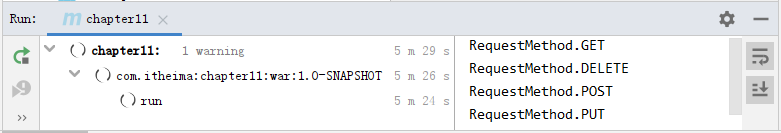 Run: chapter11
chapter11: 1 warning 5 m 29 s
com.itheima:chapter11:war:1.0-SNAPSHOT 5 m 26 s
run 5 m 24 s
RequestMethod.GET
RequestMethod.DELETE
RequestMethod.POST
RequestMethod.PUT